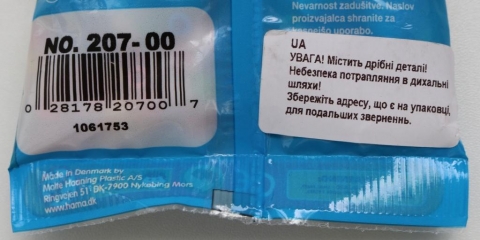 Nevarnost zadušitve. Naslov
proizvajalca shranite za
uporabo.
NO. 207-00
0 28178 20700 7
1061753
UA
УВАГА! Містить дрібні деталі!
Небезпека потрапляння в дихальні
шляхи!
Збережіть адресу, що є на упаковці,
для подальших зверненнь.
Made in Denmark by
Malte Haaning Plastic A/S
Ringvejen 51 DK-7900 Nykøbing Mors
www.hama.dk